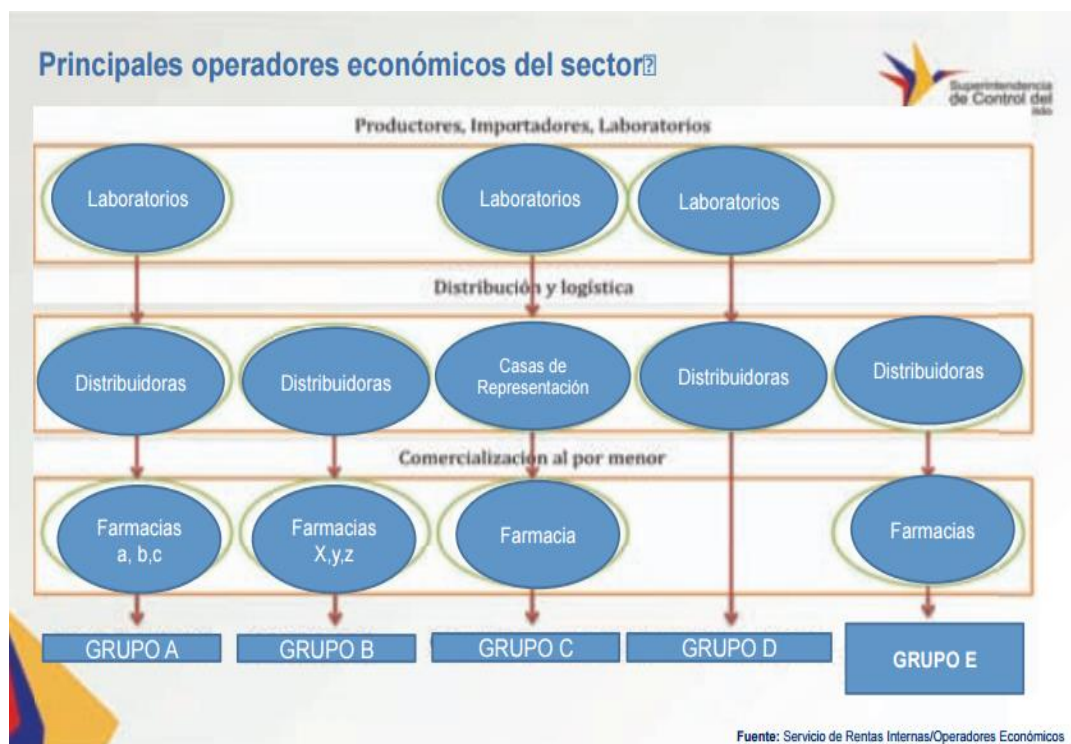 Principales operadores económicos del sector
Superintendencia
de Control del
Productores, Importadores, Laboratorios
Laboratorios
Laboratorios
Laboratorios
Distribución y logística
Distribuidoras
Distribuidoras
Casas de
Representación
Distribuidoras
Distribuidoras
Comercialización al por menor
Farmacias
a, b,c
Farmacias
X,y,z
Farmacia
Farmacias
GRUPO A
GRUPO B
GRUPO C
GRUPO D
GRUPO E
Fuente: Servicio de Rentas Internas/Operadores Económicos